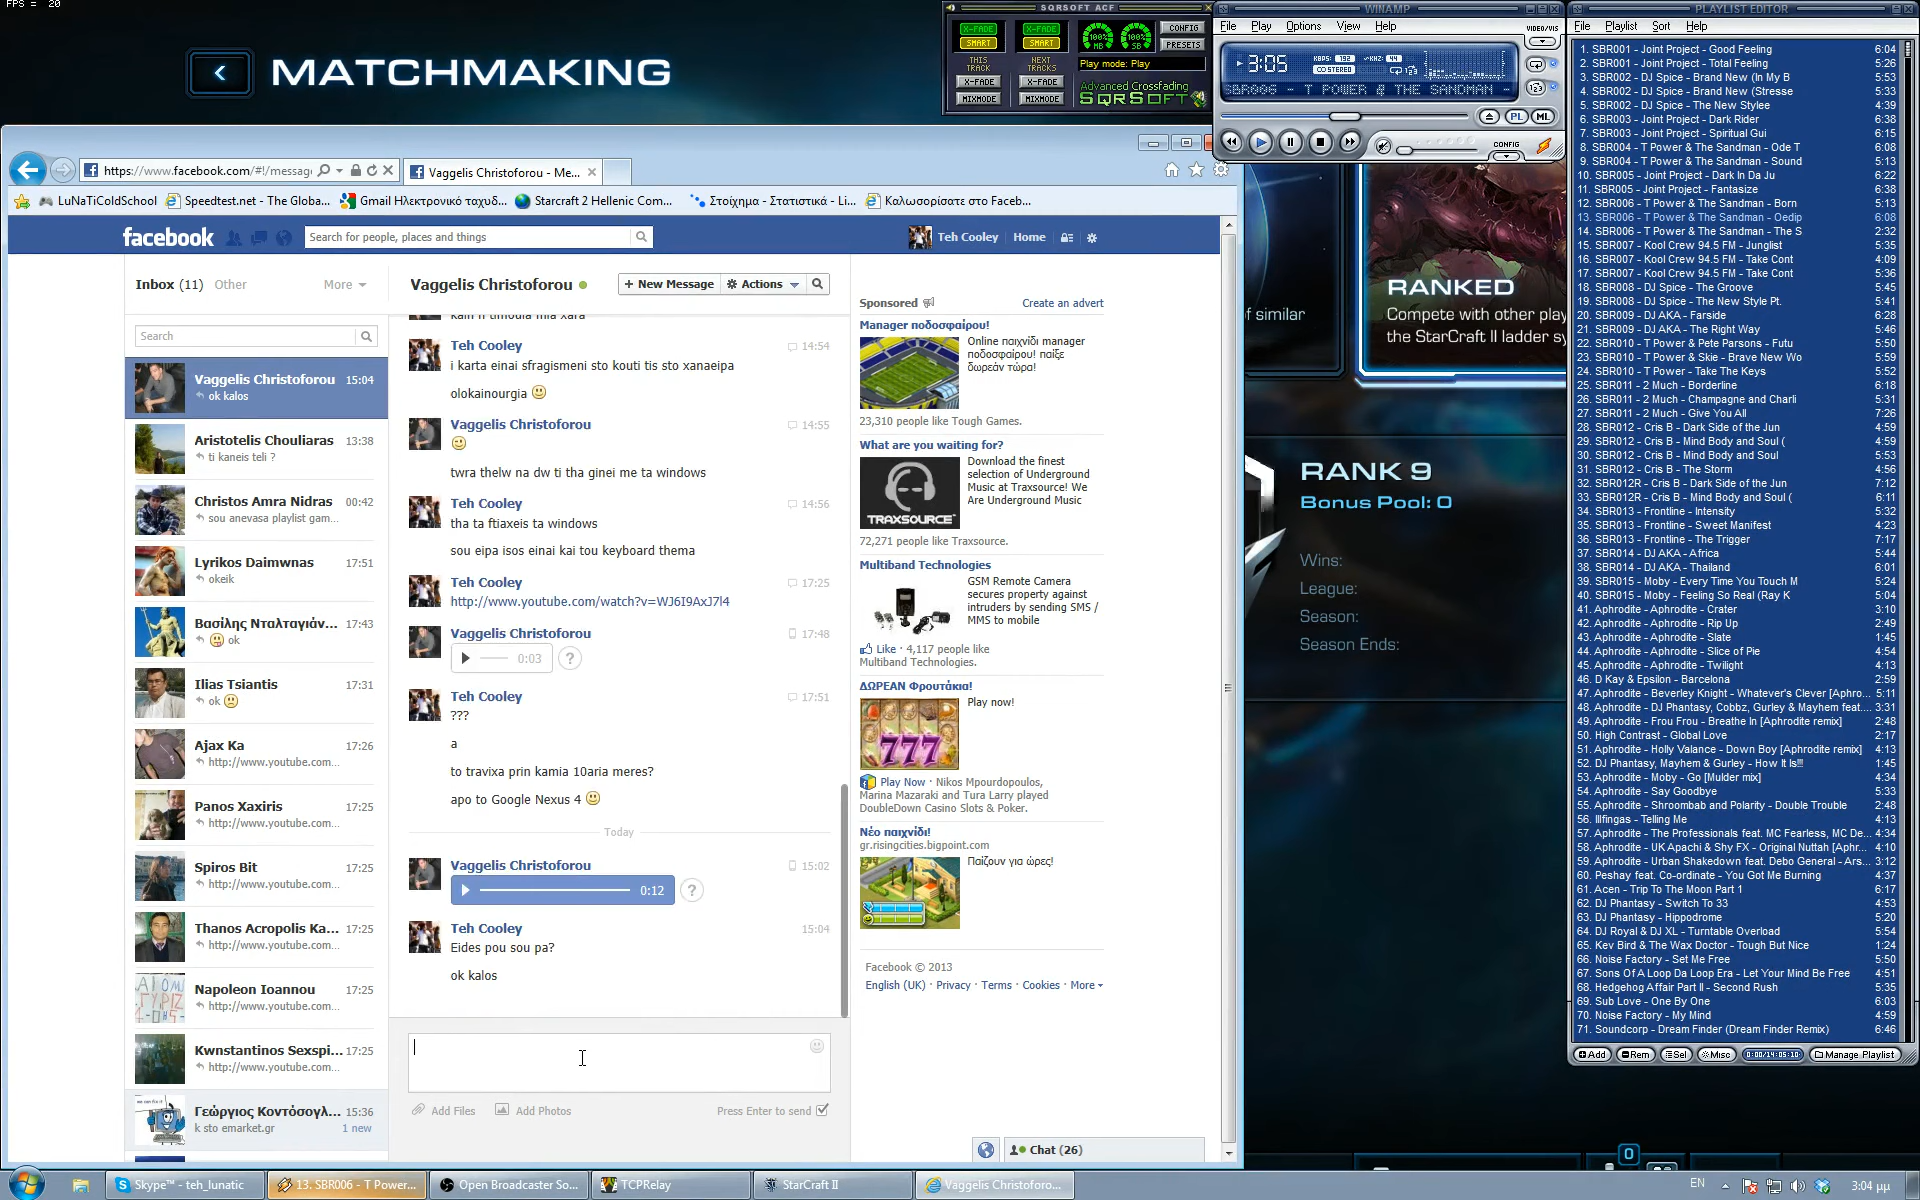 FPS = 20
MATCHMAKING
SQRSOFT ACF
X-FADE
SMART
X-FADE
SMART
100%
MB
100%
SB
CONFIG
PRESETS
THIS
TRACK
NEXT
TRACKS
Play mode: Play
X-FADE
MIXMODE
X-FADE
MIXMODE
Advanced Crossfading
SQRSOFT
WINAMP
File Play Options View Help
VIDEO/VIS
3:05
KBPS: 192 KHZ: 44
STEREO
SBR006 - T POWER & THE SANDMAN -
PL ML
CONFIG
https://www.facebook.com/#!/messag
Vaggelis Christoforou - Me...
LuNaTiColdSchool
Speedtest.net - The Globa...
Gmail Ηλεκτρονικό ταχυδ...
Starcraft 2 Hellenic Com...
Στοίχημα - Στατιστικά - Li...
Καλωσορίσατε στο Faceb...
facebook
Search for people, places and things
Teh Cooley Home
Inbox (11) Other More
Search
Vaggelis Christoforou 15:04
ok kalos
Aristotelis Chouliaras 13:38
ti kaneis teli ?
Christos Amra Nidras 00:42
sou anevasa playlist gam...
Lyrikos Daimwnas 17:51
okeik
Βασίλης Νταλταγιάν... 17:43
ok
Ilias Tsiantis 17:31
ok
Ajax Ka 17:26
http://www.youtube.com...
Panos Xaxiris 17:25
http://www.youtube.com...
Spiros Bit 17:25
http://www.youtube.com...
Thanos Acropolis Ka... 17:25
http://www.youtube.com...
Napoleon Ioannou 17:25
http://www.youtube.com...
Kwnstantinos Sexspi... 17:25
http://www.youtube.com...
Γεώργιος Κοντόσογλ... 15:36
k sto emarket.gr 1 new
Vaggelis Christoforou
+ New Message Actions
Teh Cooley 14:54
i karta einai sfragismeni sto kouti tis sto xanaeipa
olokainourgia
Vaggelis Christoforou 14:55
twra thelw na dw ti tha ginei me ta windows
Teh Cooley 14:56
tha ta ftiaxeis ta windows
sou eipa isos einai kai tou keyboard thema
Teh Cooley 17:25
http://www.youtube.com/watch?v=WJ6I9AxJ7l4
Vaggelis Christoforou 17:48
0:03 ?
Teh Cooley 17:51
???
a
to travixa prin kamia 10aria meres?
apo to Google Nexus 4
Today
Vaggelis Christoforou 15:02
0:12 ?
Teh Cooley 15:04
Eides pou sou pa?
ok kalos
Add Files Add Photos Press Enter to send
Sponsored Create an advert
Manager ποδοσφαίρου!
Online παιχνίδι manager
ποδοσφαίρου! παίξε
δωρεάν τώρα!
23,310 people like Tough Games.
What are you waiting for?
Download the finest
selection of Underground
Music at Traxsource! We
Are Underground Music
TRAXSOURCE
72,271 people like Traxsource.
Multiband Technologies
GSM Remote Camera
secures property against
intruders by sending SMS /
MMS to mobile
Like · 4,117 people like
Multiband Technologies.
ΔΩΡΕΑΝ Φρουτάκια!
Play now!
777
Play Now · Nikos Mpourdopoulos,
Marina Mazaraki and Tura Larry played
DoubleDown Casino Slots & Poker.
Νέο παιχνίδι!
gr.risingcities.bigpoint.com
Παίζουν για ώρες!
Facebook © 2013
English (UK) · Privacy · Terms · Cookies · More
Chat (26)
f similar
RANKED
Compete with other play
the StarCraft II ladder sy
RANK 9
Bonus Pool: 0
Wins:
League:
Season:
Season Ends:
0
PLAYLIST EDITOR
File Playlist Sort Help
1. SBR001 - Joint Project - Good Feeling 6:04
2. SBR001 - Joint Project - Total Feeling 5:26
3. SBR002 - DJ Spice - Brand New (In My B 5:53
4. SBR002 - DJ Spice - Brand New (Stresse 5:33
5. SBR002 - DJ Spice - The New Stylee 4:39
6. SBR003 - Joint Project - Dark Rider 6:38
7. SBR003 - Joint Project - Spiritual Gui 6:15
8. SBR004 - T Power & The Sandman - Ode T 6:08
9. SBR004 - T Power & The Sandman - Sound 5:13
10. SBR005 - Joint Project - Dark In Da Ju 6:22
11. SBR005 - Joint Project - Fantasize 6:38
12. SBR006 - T Power & The Sandman - Born 5:13
13. SBR006 - T Power & The Sandman - Oedip 6:08
14. SBR006 - T Power & The Sandman - The S 2:32
15. SBR007 - Kool Crew 94.5 FM - Junglist 5:35
16. SBR007 - Kool Crew 94.5 FM - Take Cont 4:09
17. SBR007 - Kool Crew 94.5 FM - Take Cont 5:36
18. SBR008 - DJ Spice - The Groove 5:45
19. SBR008 - DJ Spice - The New Style Pt. 5:41
20. SBR009 - DJ AKA - Farside 6:28
21. SBR009 - DJ AKA - The Right Way 5:46
22. SBR010 - T Power & Pete Parsons - Futu 5:50
23. SBR010 - T Power & Skie - Brave New Wo 5:59
24. SBR010 - T Power - Take The Keys 5:52
25. SBR011 - 2 Much - Borderline 6:18
26. SBR011 - 2 Much - Champagne and Charli 5:31
27. SBR011 - 2 Much - Give You All 7:26
28. SBR012 - Cris B - Dark Side of the Jun 4:59
29. SBR012 - Cris B - Mind Body and Soul ( 4:59
30. SBR012 - Cris B - Mind Body and Soul 5:53
31. SBR012 - Cris B - The Storm 4:56
32. SBR012R - Cris B - Dark Side of the Jun 7:12
33. SBR012R - Cris B - Mind Body and Soul ( 6:11
34. SBR013 - Frontline - Intensity 5:32
35. SBR013 - Frontline - Sweet Manifest 4:23
36. SBR013 - Frontline - The Trigger 7:17
37. SBR014 - DJ AKA - Africa 5:44
38. SBR014 - DJ AKA - Thailand 6:01
39. SBR015 - Moby - Every Time You Touch M 5:24
40. SBR015 - Moby - Feeling So Real (Ray K 5:04
41. Aphrodite - Aphrodite - Crater 3:10
42. Aphrodite - Aphrodite - Rip Up 2:49
43. Aphrodite - Aphrodite - Slate 1:45
44. Aphrodite - Aphrodite - Slice of Pie 4:54
45. Aphrodite - Aphrodite - Twilight 4:13
46. D Kay & Epsilon - Barcelona 2:59
47. Aphrodite - Beverley Knight - Whatever's Clever [Aphro... 5:11
48. Aphrodite - DJ Phantasy, Cobbz, Gurley & Mayhem feat.... 3:31
49. Aphrodite - Frou Frou - Breathe In [Aphrodite remix] 2:48
50. High Contrast - Global Love 2:17
51. Aphrodite - Holly Valance - Down Boy [Aphrodite remix] 4:13
52. DJ Phantasy, Mayhem & Gurley - How It Is!!! 1:45
53. Aphrodite - Moby - Go [Mulder mix] 4:34
54. Aphrodite - Say Goodbye 5:33
55. Aphrodite - Shroombab and Polarity - Double Trouble 2:48
56. Illfingas - Telling Me 4:13
57. Aphrodite - The Professionals feat. MC Fearless, MC De... 4:34
58. Aphrodite - UK Apachi & Shy FX - Original Nuttah [Aphr... 4:10
59. Aphrodite - Urban Shakedown feat. Debo General - Ars... 3:12
60. Peshay feat. Co-ordinate - You Got Me Burning 4:37
61. Acen - Trip To The Moon Part 1 6:17
62. DJ Phantasy - Switch To 33 4:53
63. DJ Phantasy - Hippodrome 5:20
64. DJ Royal & DJ XL - Turntable Overload 5:54
65. Kev Bird & The Wax Doctor - Tough But Nice 1:24
66. Noise Factory - Set Me Free 5:50
67. Sons Of A Loop Da Loop Era - Let Your Mind Be Free 4:51
68. Hedgehog Affair Part II - Second Rush 5:35
69. Sub Love - One By One 6:03
70. Noise Factory - My Mind 4:59
71. Soundcorp - Dream Finder (Dream Finder Remix) 6:46
Add Rem Sel Misc 0:00/14:05:10 Manage Playlist
Skype™ - teh_lunatic
13. SBR006 - T Power...
Open Broadcaster So...
TCPRelay
StarCraft II
Vaggelis Christoforo...
EN
3:04 μμ